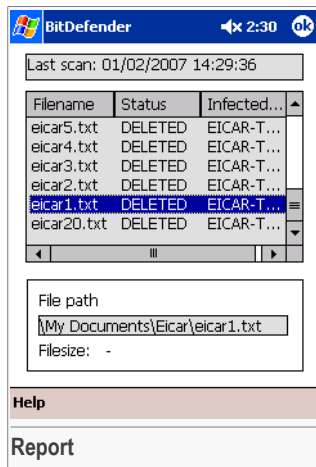 BitDefender 2:30 ok
Last scan: 01/02/2007 14:29:36
Filename Status Infected...
eicar5.txt DELETED EICAR-T...
eicar4.txt DELETED EICAR-T...
eicar3.txt DELETED EICAR-T...
eicar2.txt DELETED EICAR-T...
eicar1.txt DELETED EICAR-T...
eicar20.txt DELETED EICAR-T...
File path
\My Documents\Eicar\eicar1.txt
Filesize: -
Help
Report